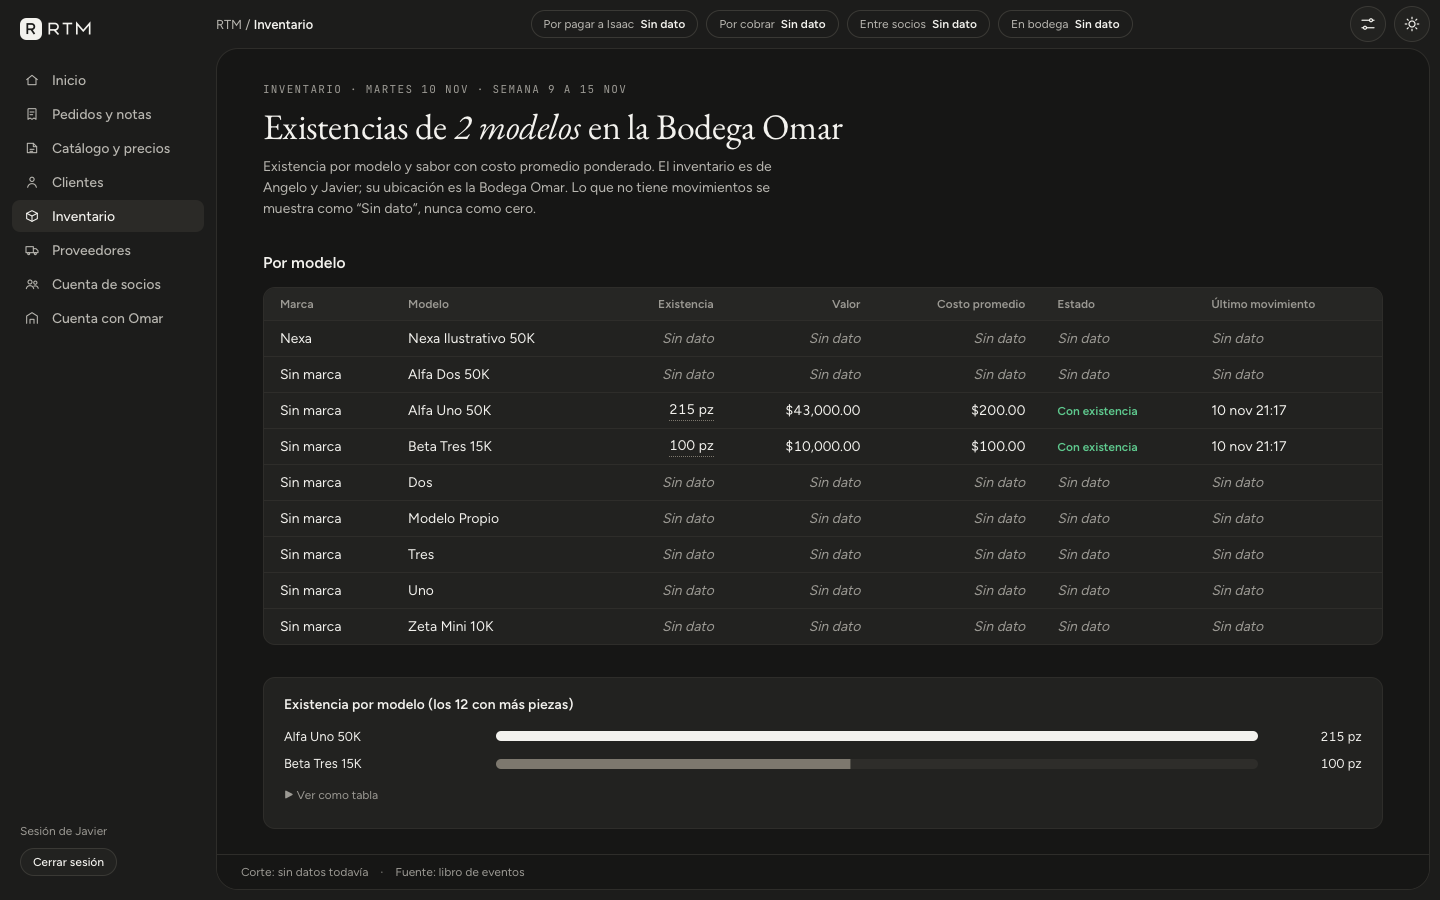 R RTM
RTM / Inventario
Por pagar a Isaac Sin dato
Por cobrar Sin dato
Entre socios Sin dato
En bodega Sin dato
Inicio
Pedidos y notas
Catálogo y precios
Clientes
Inventario
Proveedores
Cuenta de socios
Cuenta con Omar
Sesión de Javier
Cerrar sesión
INVENTARIO · MARTES 10 NOV · SEMANA 9 A 15 NOV
Existencias de 2 modelos en la Bodega Omar
Existencia por modelo y sabor con costo promedio ponderado. El inventario es de
Angelo y Javier; su ubicación es la Bodega Omar. Lo que no tiene movimientos se
muestra como “Sin dato”, nunca como cero.
Por modelo
Marca Modelo Existencia Valor Costo promedio Estado Último movimiento
Nexa Nexa Ilustrativo 50K Sin dato Sin dato Sin dato Sin dato Sin dato
Sin marca Alfa Dos 50K Sin dato Sin dato Sin dato Sin dato Sin dato
Sin marca Alfa Uno 50K 215 pz $43,000.00 $200.00 Con existencia 10 nov 21:17
Sin marca Beta Tres 15K 100 pz $10,000.00 $100.00 Con existencia 10 nov 21:17
Sin marca Dos Sin dato Sin dato Sin dato Sin dato Sin dato
Sin marca Modelo Propio Sin dato Sin dato Sin dato Sin dato Sin dato
Sin marca Tres Sin dato Sin dato Sin dato Sin dato Sin dato
Sin marca Uno Sin dato Sin dato Sin dato Sin dato Sin dato
Sin marca Zeta Mini 10K Sin dato Sin dato Sin dato Sin dato Sin dato
Existencia por modelo (los 12 con más piezas)
Alfa Uno 50K 215 pz
Beta Tres 15K 100 pz
▶ Ver como tabla
Corte: sin datos todavía · Fuente: libro de eventos